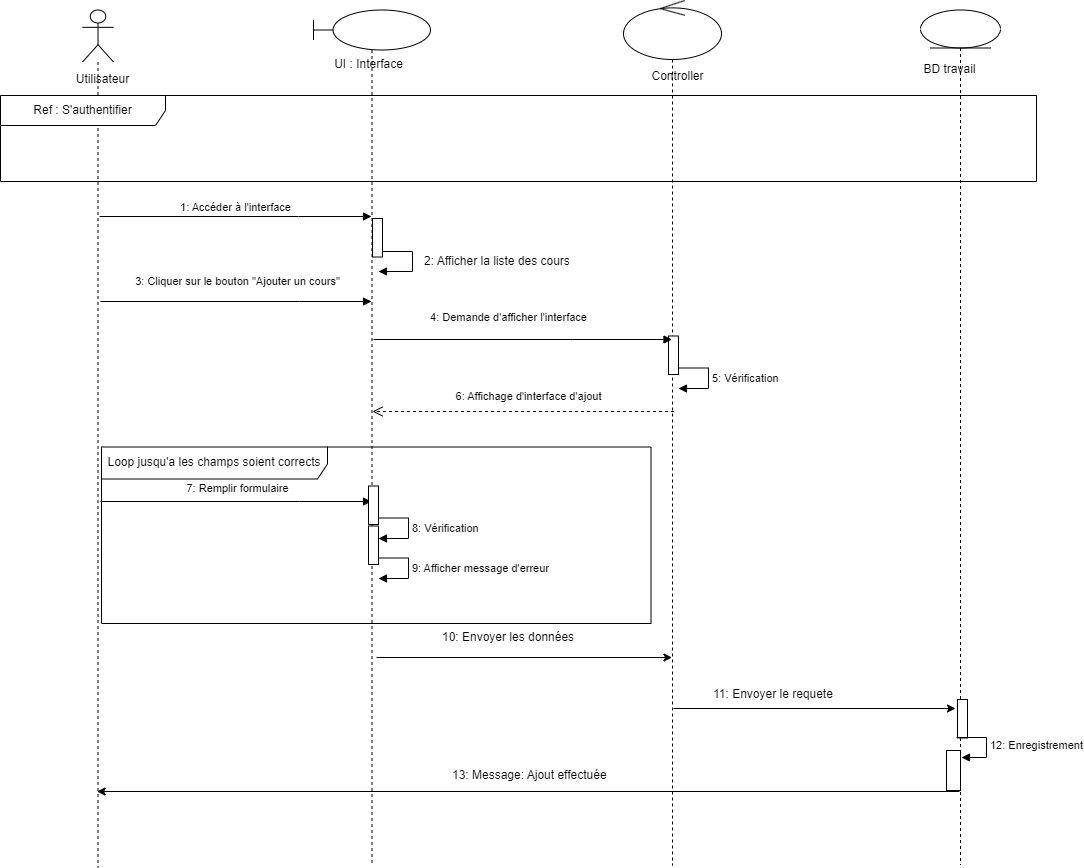 Utilisateur
UI : Interface
Controller
BD travail
Ref : S'authentifier
1: Accéder à l'interface
2: Afficher la liste des cours
3: Cliquer sur le bouton "Ajouter un cours"
4: Demande d'afficher l'interface
5: Vérification
6: Affichage d'interface d'ajout
Loop jusqu'a les champs soient corrects
7: Remplir formulaire
8: Vérification
9: Afficher message d'erreur
10: Envoyer les données
11: Envoyer le requete
12: Enregistrement
13: Message: Ajout effectuée